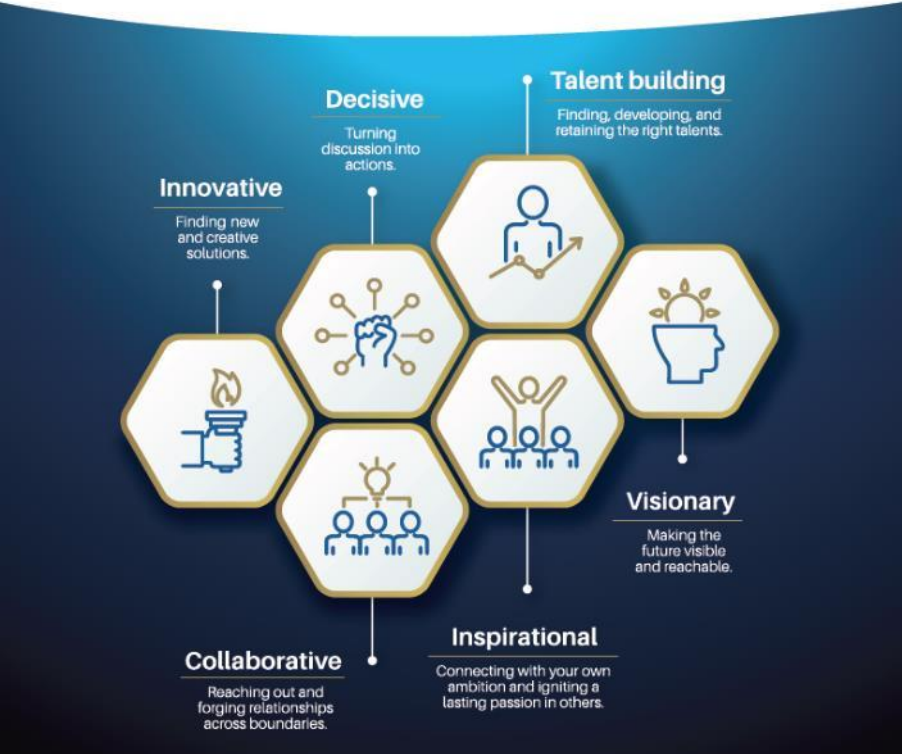 Talent building
Finding, developing, and
retaining the right talents.
Decisive
Turning
discussion into
actions.
Innovative
Finding new
and creative
solutions.
Visionary
Making the
future visible
and reachable.
Inspirational
Connecting with your own
ambition and igniting a
lasting passion in others.
Collaborative
Reaching out and
forging relationships
across boundaries.